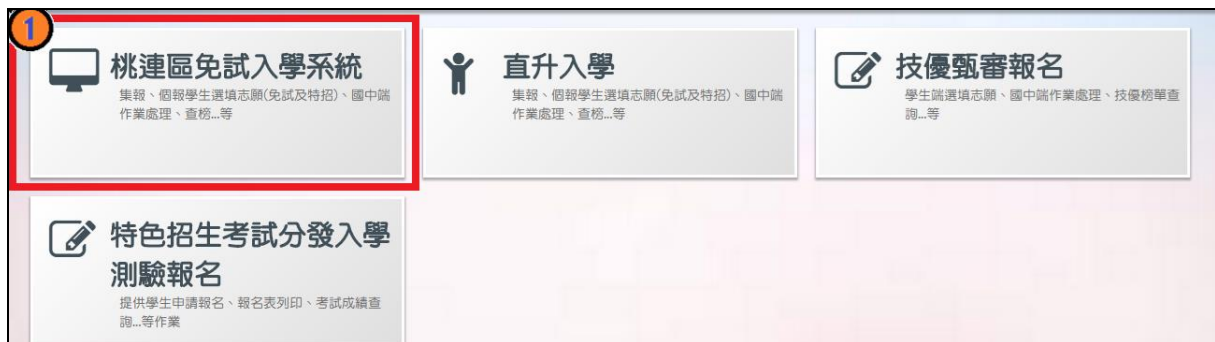 1
桃連區免試入學系統
集報、個報學生選填志願(免試及特招)、國中端
作業處理、查榜...等
直升入學
集報、個報學生選填志願(免試及特招)、國中端
作業處理、查榜...等
技優甄審報名
學生端選填志願、國中端作業處理、技優榜單查
詢...等
特色招生考試分發入學
測驗報名
提供學生申請報名、報名表列印、考試成績查
詢...等作業